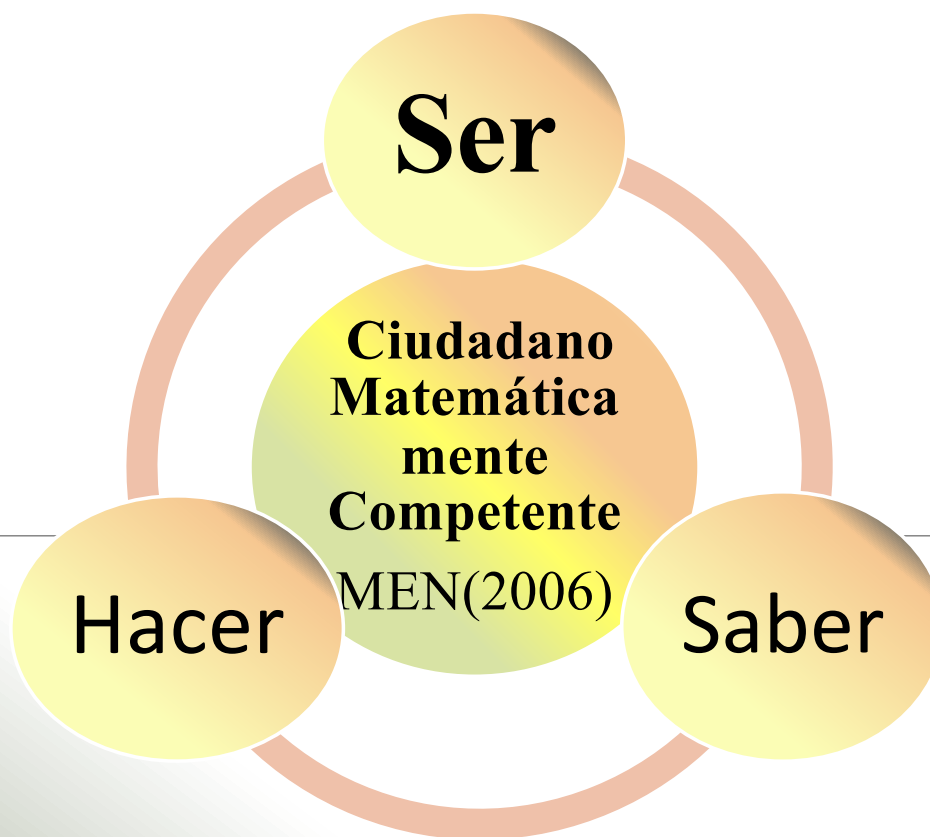 Ser
Ciudadano
Matemática
mente
Competente
MEN(2006)
Hacer
Saber